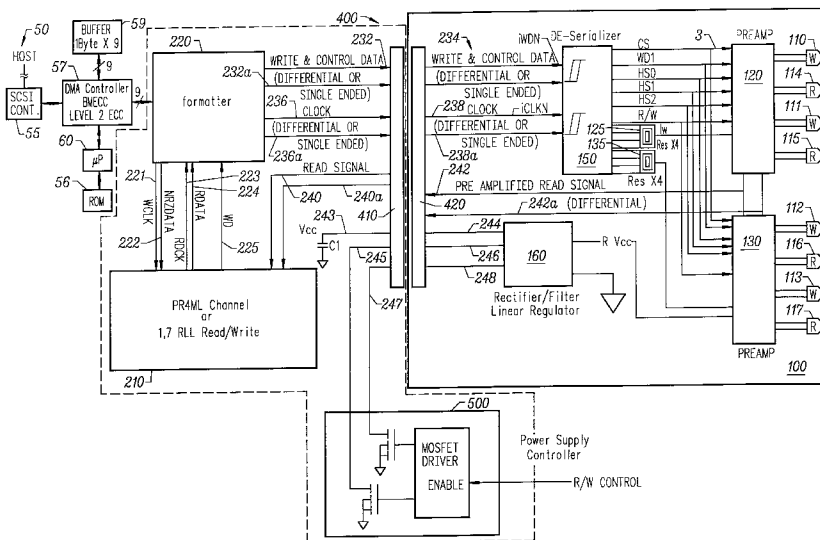 50
HOST
SCSI
CONT.
55
59
BUFFER
1Byte X 9
57
9
DMA Controller
BMECC
LEVEL 2 ECC
9
60
µP
56
ROM
400
220
formatter
232
WRITE & CONTROL DATA
232a
(DIFFERENTIAL OR
SINGLE ENDED)
236
CLOCK
(DIFFERENTIAL OR
236a
SINGLE ENDED)
READ SIGNAL
240
240a
221
WCLK
222
NRZDATA
RDCK
223
224
RDATA
WD
225
243
Vcc
C1
245
247
410
420
PR4ML Channel
or
1,7 RLL Read/Write
210
234
iWDN
WRITE & CONTROL DATA
(DIFFERENTIAL OR
SINGLE ENDED)
238
CLOCK
iCLKN
(DIFFERENTIAL OR
SINGLE ENDED)
238a
242
PRE AMPLIFIED READ SIGNAL
242a
(DIFFERENTIAL)
244
246
248
160
R Vcc
Rectifier/Filter
Linear Regulator
DE-Serializer
150
CS
WD1
HS0
HS1
HS2
R/W
3
125
Iw
Res X4
135
Res X4
PREAMP
120
130
PREAMP
W
110
R
114
W
111
R
115
W
112
R
116
W
113
R
117
100
500
MOSFET
DRIVER
ENABLE
Power Supply
Controller
R/W CONTROL